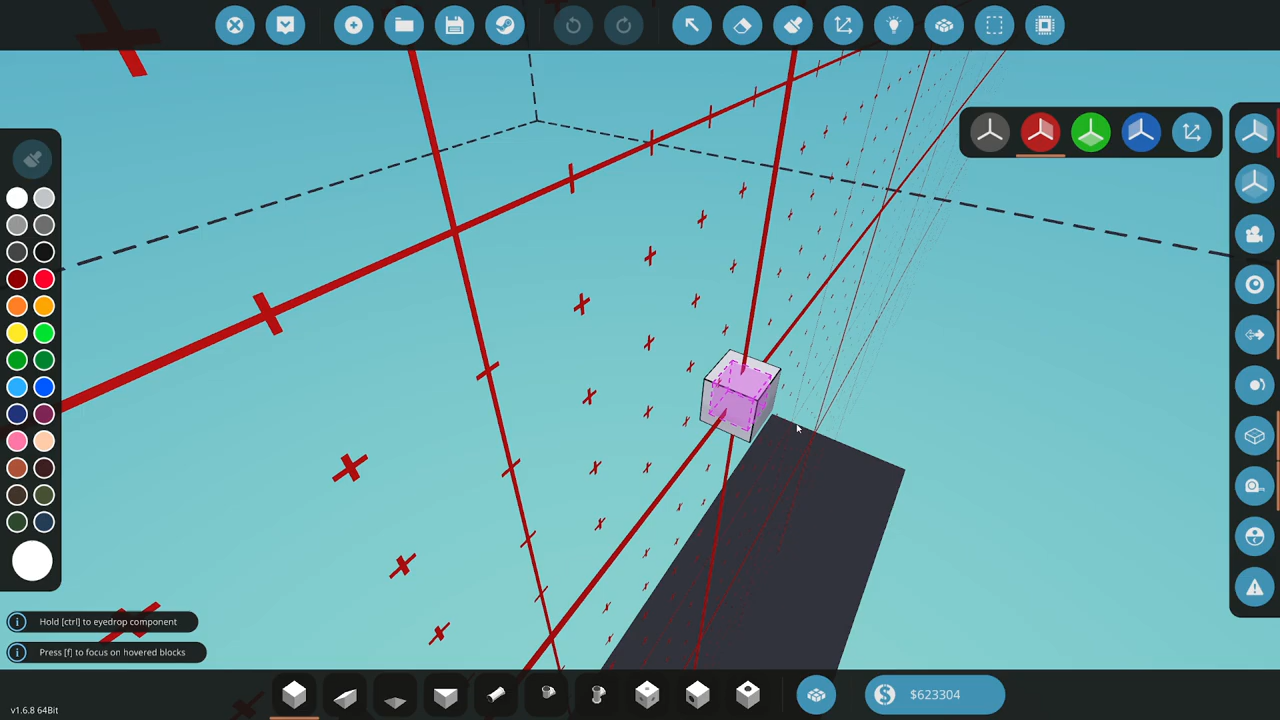 Hold [ctrl] to eyedrop component
Press [f] to focus on hovered blocks
$623304
v1.6.8 64Bit